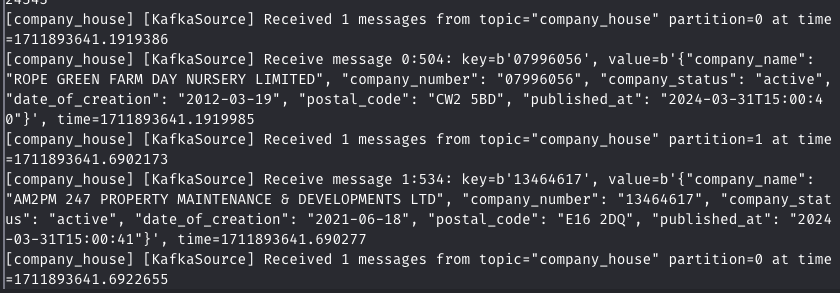 [company_house] [KafkaSource] Received 1 messages from topic="company_house" partition=0 at time
=1711893641.1919386
[company_house] [KafkaSource] Receive message 0:504: key=b'07996056', value=b'{"company_name":
"ROPE GREEN FARM DAY NURSERY LIMITED", "company_number": "07996056", "company_status": "active",
"date_of_creation": "2012-03-19", "postal_code": "CW2 5BD", "published_at": "2024-03-31T15:00:4
0"}', time=1711893641.1919985
[company_house] [KafkaSource] Received 1 messages from topic="company_house" partition=1 at time
=1711893641.6902173
[company_house] [KafkaSource] Receive message 1:534: key=b'13464617', value=b'{"company_name":
"AM2PM 247 PROPERTY MAINTENANCE & DEVELOPMENTS LTD", "company_number": "13464617", "company_stat
us": "active", "date_of_creation": "2021-06-18", "postal_code": "E16 2DQ", "published_at": "2024
-03-31T15:00:41"}', time=1711893641.690277
[company_house] [KafkaSource] Received 1 messages from topic="company_house" partition=0 at time
=1711893641.6922655